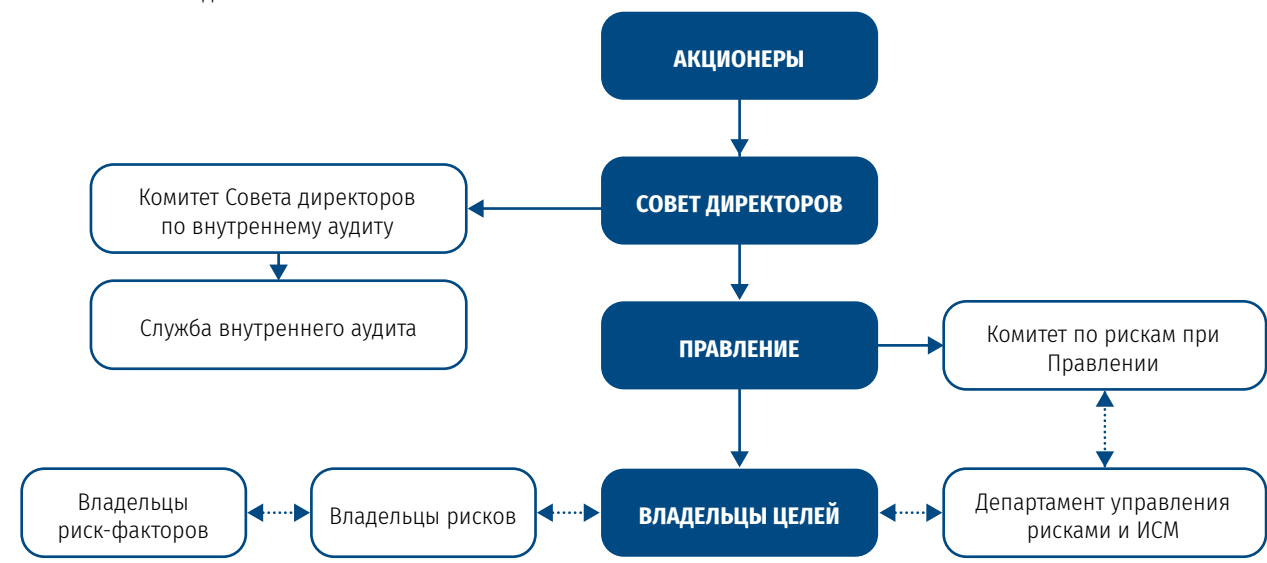 АКЦИОНЕРЫ
Комитет Совета директоров
по внутреннему аудиту
СОВЕТ ДИРЕКТОРОВ
Служба внутреннего аудита
ПРАВЛЕНИЕ
Комитет по рискам при
Правлении
Владельцы
риск-факторов
Владельцы рисков
ВЛАДЕЛЬЦЫ ЦЕЛЕЙ
Департамент управления
рисками и ИСМ